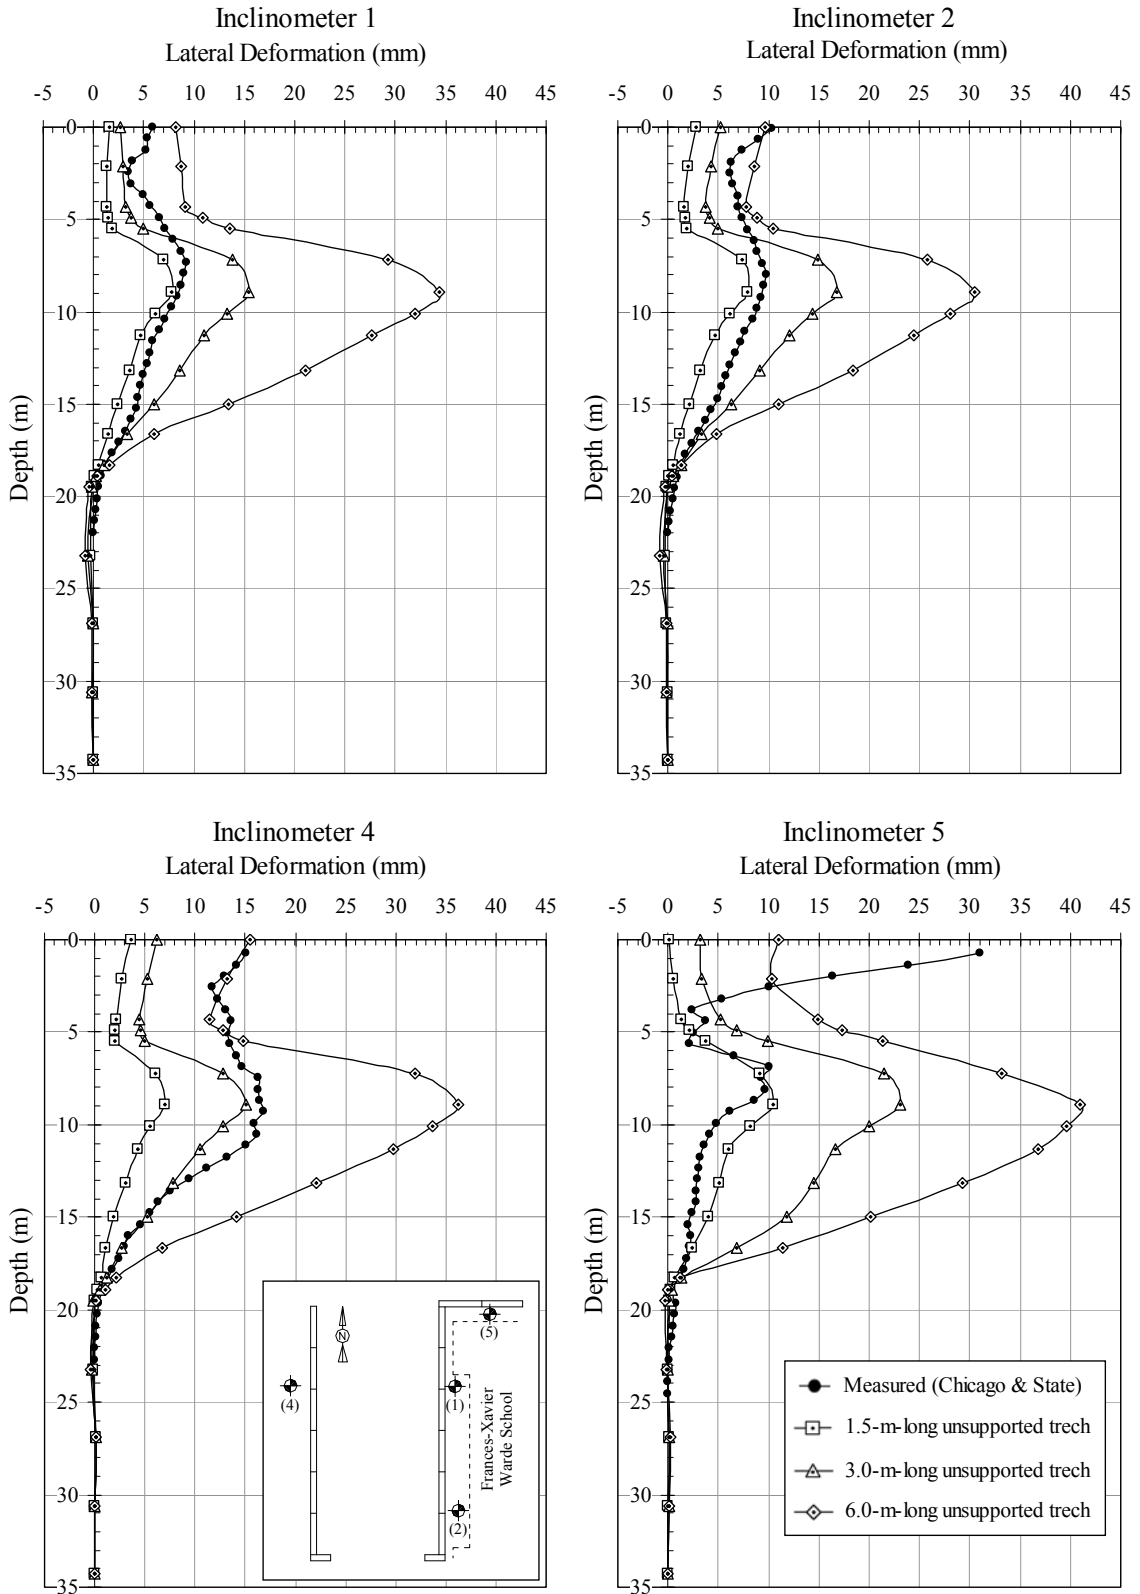 Inclinometer 1
Lateral Deformation (mm)
-5 0 5 10 15 20 25 30 35 40 45
0
5
10
15
20
25
30
35
Depth (m)
Inclinometer 2
Lateral Deformation (mm)
-5 0 5 10 15 20 25 30 35 40 45
0
5
10
15
20
25
30
35
Depth (m)
Inclinometer 4
Lateral Deformation (mm)
-5 0 5 10 15 20 25 30 35 40 45
0
5
10
15
20
25
30
35
Depth (m)
N
(5)
(4)
(1)
(2)
Frances-Xavier
Warde School
Inclinometer 5
Lateral Deformation (mm)
-5 0 5 10 15 20 25 30 35 40 45
0
5
10
15
20
25
30
35
Depth (m)
Measured (Chicago & State)
1.5-m-long unsupported trech
3.0-m-long unsupported trech
6.0-m-long unsupported trech